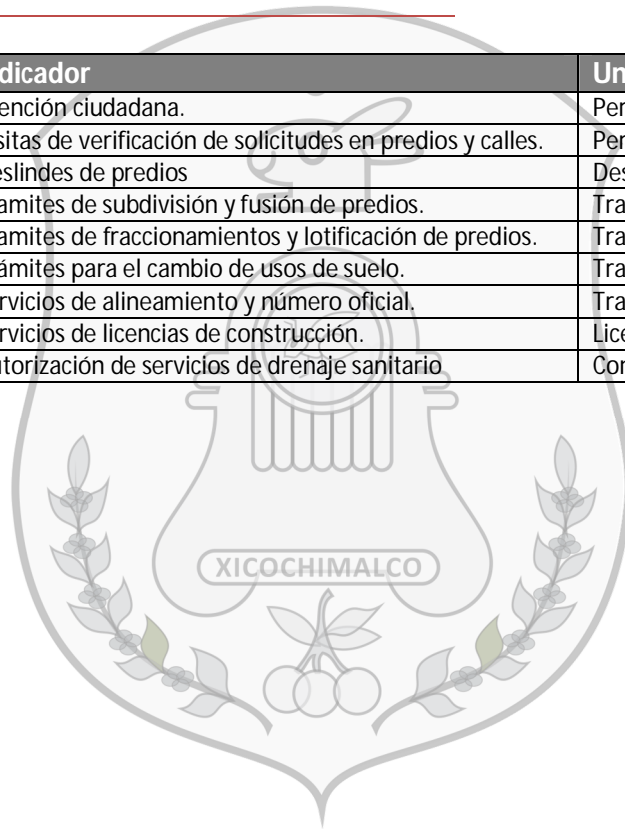 dicador Un
ención ciudadana. Per
sitas de verificación de solicitudes en predios y calles. Per
eslindes de predios Des
amites de subdivisión y fusión de predios. Tra
amites de fraccionamientos y lotificación de predios. Tra
ámites para el cambio de usos de suelo. Tra
rvicios de alineamiento y número oficial. Tra
rvicios de licencias de construcción. Lice
utorización de servicios de drenaje sanitario Con
XICOCHIMALCO